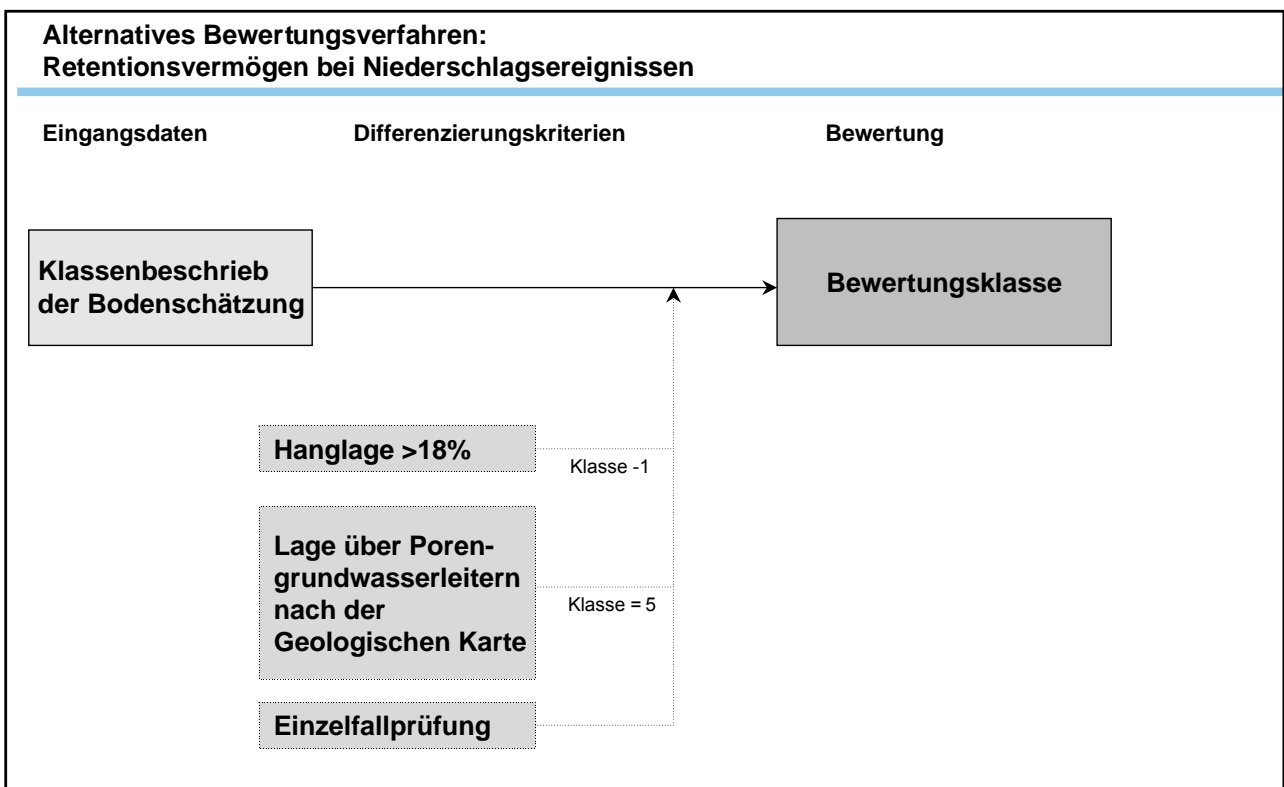 Alternatives Bewertungsverfahren:
Retentionsvermögen bei Niederschlagsereignissen
Eingangsdaten
Differenzierungskriterien
Bewertung
Klassenbeschrieb
der Bodenschätzung
Bewertungsklasse
Hanglage >18%
Klasse -1
Lage über Poren-
grundwasserleitern
nach der
Geologischen Karte
Klasse = 5
Einzelfallprüfung